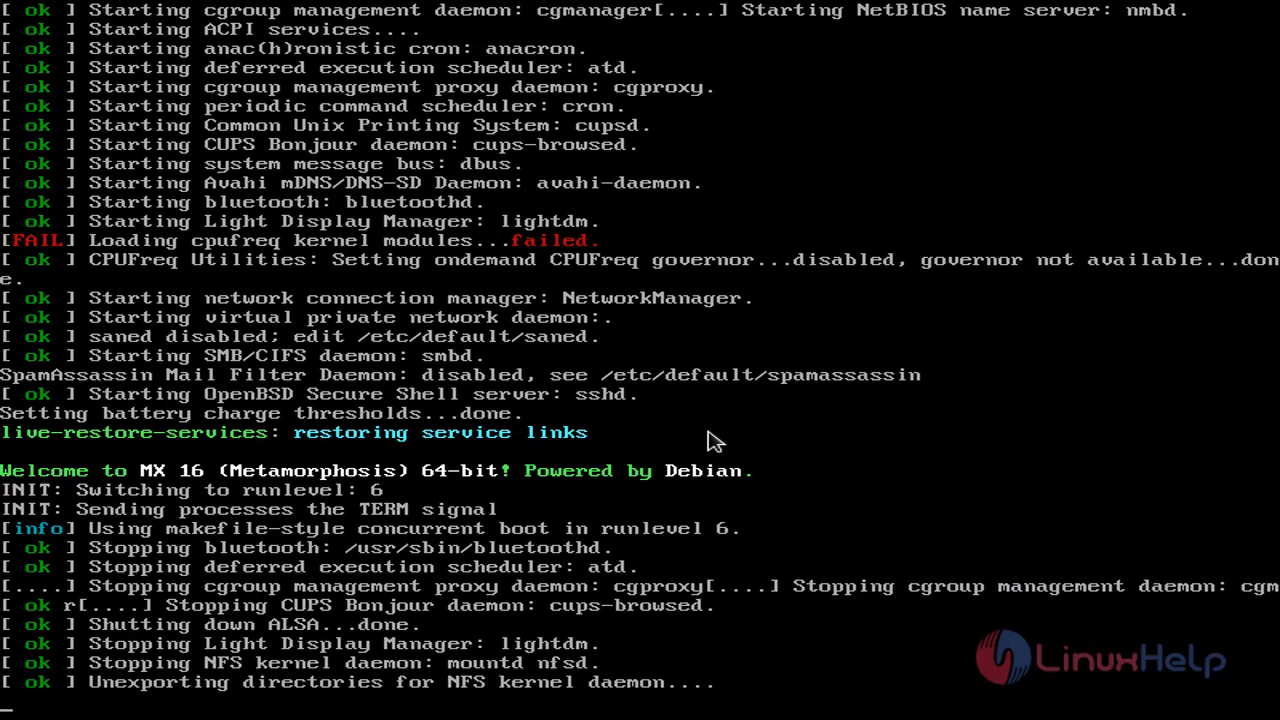 [ ok ] Starting cgroup management daemon: cgmanager[....] Starting NetBIOS name server: nmbd.
[ ok ] Starting ACPI services....
[ ok ] Starting anac(h)ronistic cron: anacron.
[ ok ] Starting deferred execution scheduler: atd.
[ ok ] Starting cgroup management proxy daemon: cgproxy.
[ ok ] Starting periodic command scheduler: cron.
[ ok ] Starting Common Unix Printing System: cupsd.
[ ok ] Starting CUPS Bonjour daemon: cups-browsed.
[ ok ] Starting system message bus: dbus.
[ ok ] Starting Avahi mDNS/DNS-SD Daemon: avahi-daemon.
[ ok ] Starting bluetooth: bluetoothd.
[ ok ] Starting Light Display Manager: lightdm.
[FAIL] Loading cpufreq kernel modules...failed.
[ ok ] CPUFreq Utilities: Setting ondemand CPUFreq governor...disabled, governor not available...don
e.
[ ok ] Starting network connection manager: NetworkManager.
[ ok ] Starting virtual private network daemon:.
[ ok ] saned disabled; edit /etc/default/saned.
[ ok ] Starting SMB/CIFS daemon: smbd.
SpamAssassin Mail Filter Daemon: disabled, see /etc/default/spamassassin
[ ok ] Starting OpenBSD Secure Shell server: sshd.
Setting battery charge thresholds...done.
live-restore-services: restoring service links
Welcome to MX 16 (Metamorphosis) 64-bit! Powered by Debian.
INIT: Switching to runlevel: 6
INIT: Sending processes the TERM signal
[info] Using makefile-style concurrent boot in runlevel 6.
[ ok ] Stopping bluetooth: /usr/sbin/bluetoothd.
[ ok ] Stopping deferred execution scheduler: atd.
[....] Stopping cgroup management proxy daemon: cgproxy[....] Stopping cgroup management daemon: cgm
[ ok r[....] Stopping CUPS Bonjour daemon: cups-browsed.
[ ok ] Shutting down ALSA...done.
[ ok ] Stopping Light Display Manager: lightdm.
[ ok ] Stopping NFS kernel daemon: mountd nfsd.
[ ok ] Unexporting directories for NFS kernel daemon....
LinuxHelp